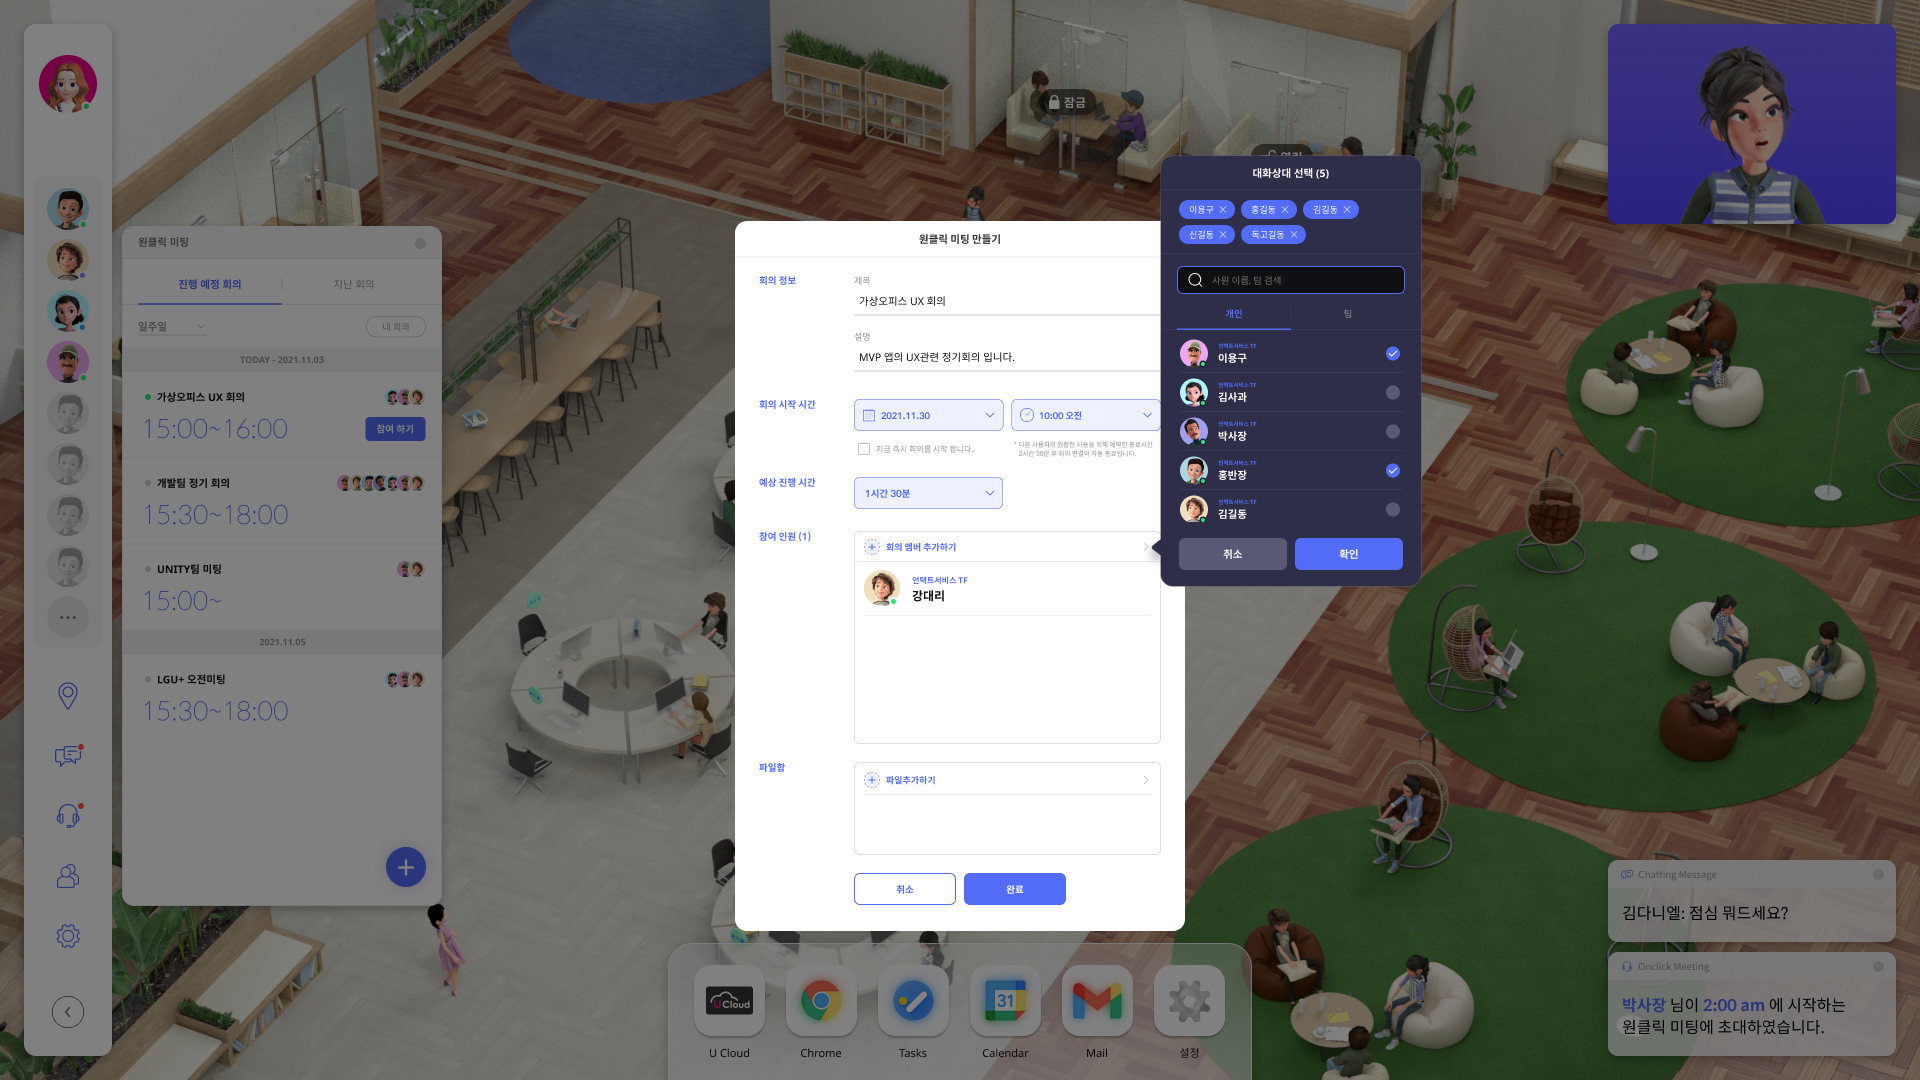 잠금
원클릭 미팅
진행 예정 회의
지난 회의
일주일
내 회의
TODAY - 2021.11.03
가상오피스 UX 회의
15:00~16:00
참여 하기
개발팀 정기 회의
15:30~18:00
UNITY팀 미팅
15:00~
2021.11.05
LGU+ 오전미팅
15:30~18:00
원클릭 미팅 만들기
회의 정보
제목
가상오피스 UX 회의
설명
MVP 앱의 UX관련 정기회의 입니다.
회의 시작 시간
2021.11.30
10:00 오전
지금 즉시 회의를 시작 합니다.
* 다른 사용자의 원활한 사용을 위해 예약된 종료시간
2시간 30분 후 회의 연결이 자동 종료됩니다.
예상 진행 시간
1시간 30분
참여 인원 (1)
회의 멤버 추가하기
언택트서비스 TF
강대리
파일함
파일추가하기
취소
완료
대화상대 선택 (5)
이용구
홍길동
김길동
신길동
독고길동
사원 이름, 팀 검색
개인
팀
언택트서비스 TF
이용구
언택트서비스 TF
김사과
언택트서비스 TF
박사장
언택트서비스 TF
홍반장
언택트서비스 TF
김길동
취소
확인
Chatting Message
김다니엘: 점심 뭐드세요?
Onclick Meeting
박사장 님이 2:00 am 에 시작하는
원클릭 미팅에 초대하였습니다.
UCloud
31
U Cloud
Chrome
Tasks
Calendar
Mail
설정